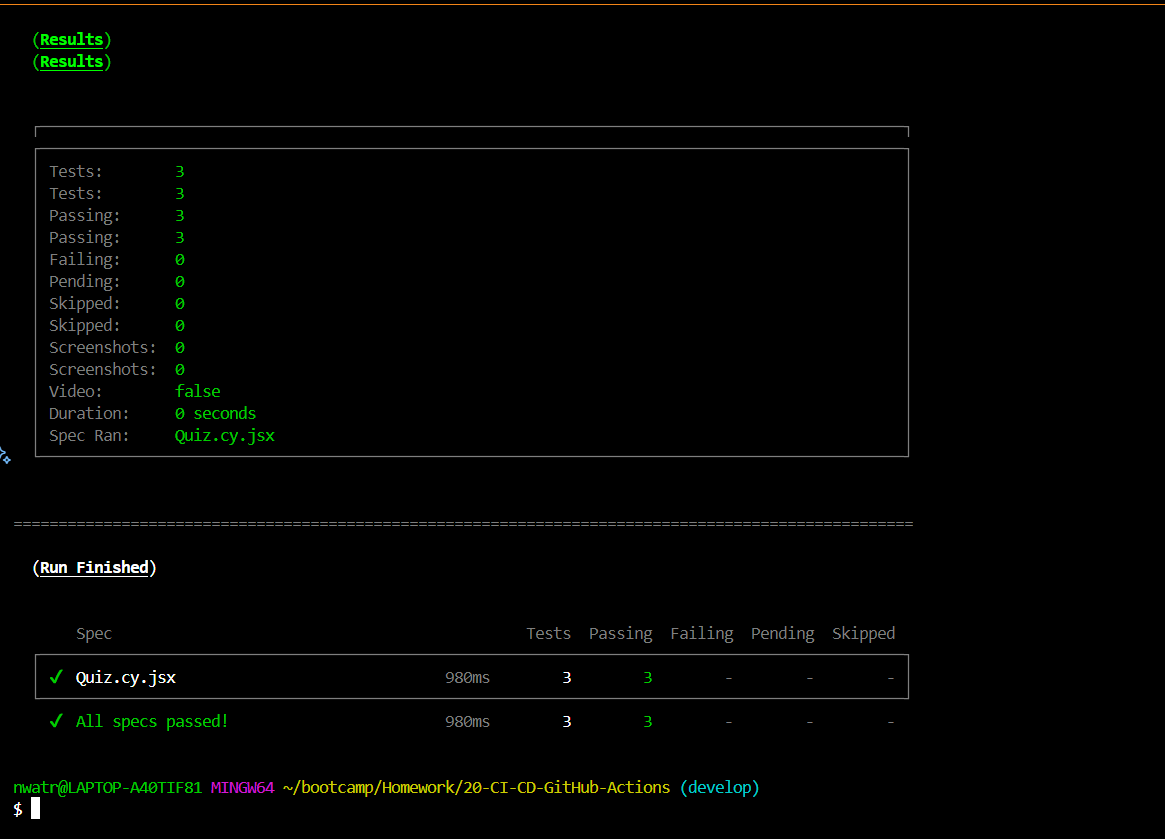 (Results)
(Results)
Tests: 3
Tests: 3
Passing: 3
Passing: 3
Failing: 0
Pending: 0
Skipped: 0
Skipped: 0
Screenshots: 0
Screenshots: 0
Video: false
Duration: 0 seconds
Spec Ran: Quiz.cy.jsx
====================================================================================================
(Run Finished)
Spec Tests Passing Failing Pending Skipped
✔ Quiz.cy.jsx 980ms 3 3 - - -
✔ All specs passed! 980ms 3 3 - - -
nwatr@LAPTOP-A40TIF81 MINGW64 ~/bootcamp/Homework/20-CI-CD-GitHub-Actions (develop)
$